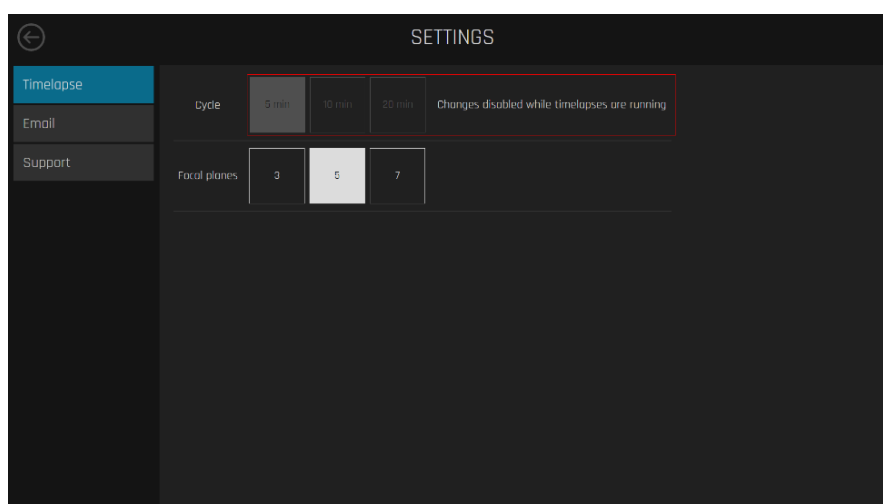 SETTINGS
Timelapse
Email
Support
Cycle 5 min 10 min 20 min Changes disabled while timelapses are running
Focal planes 3 5 7